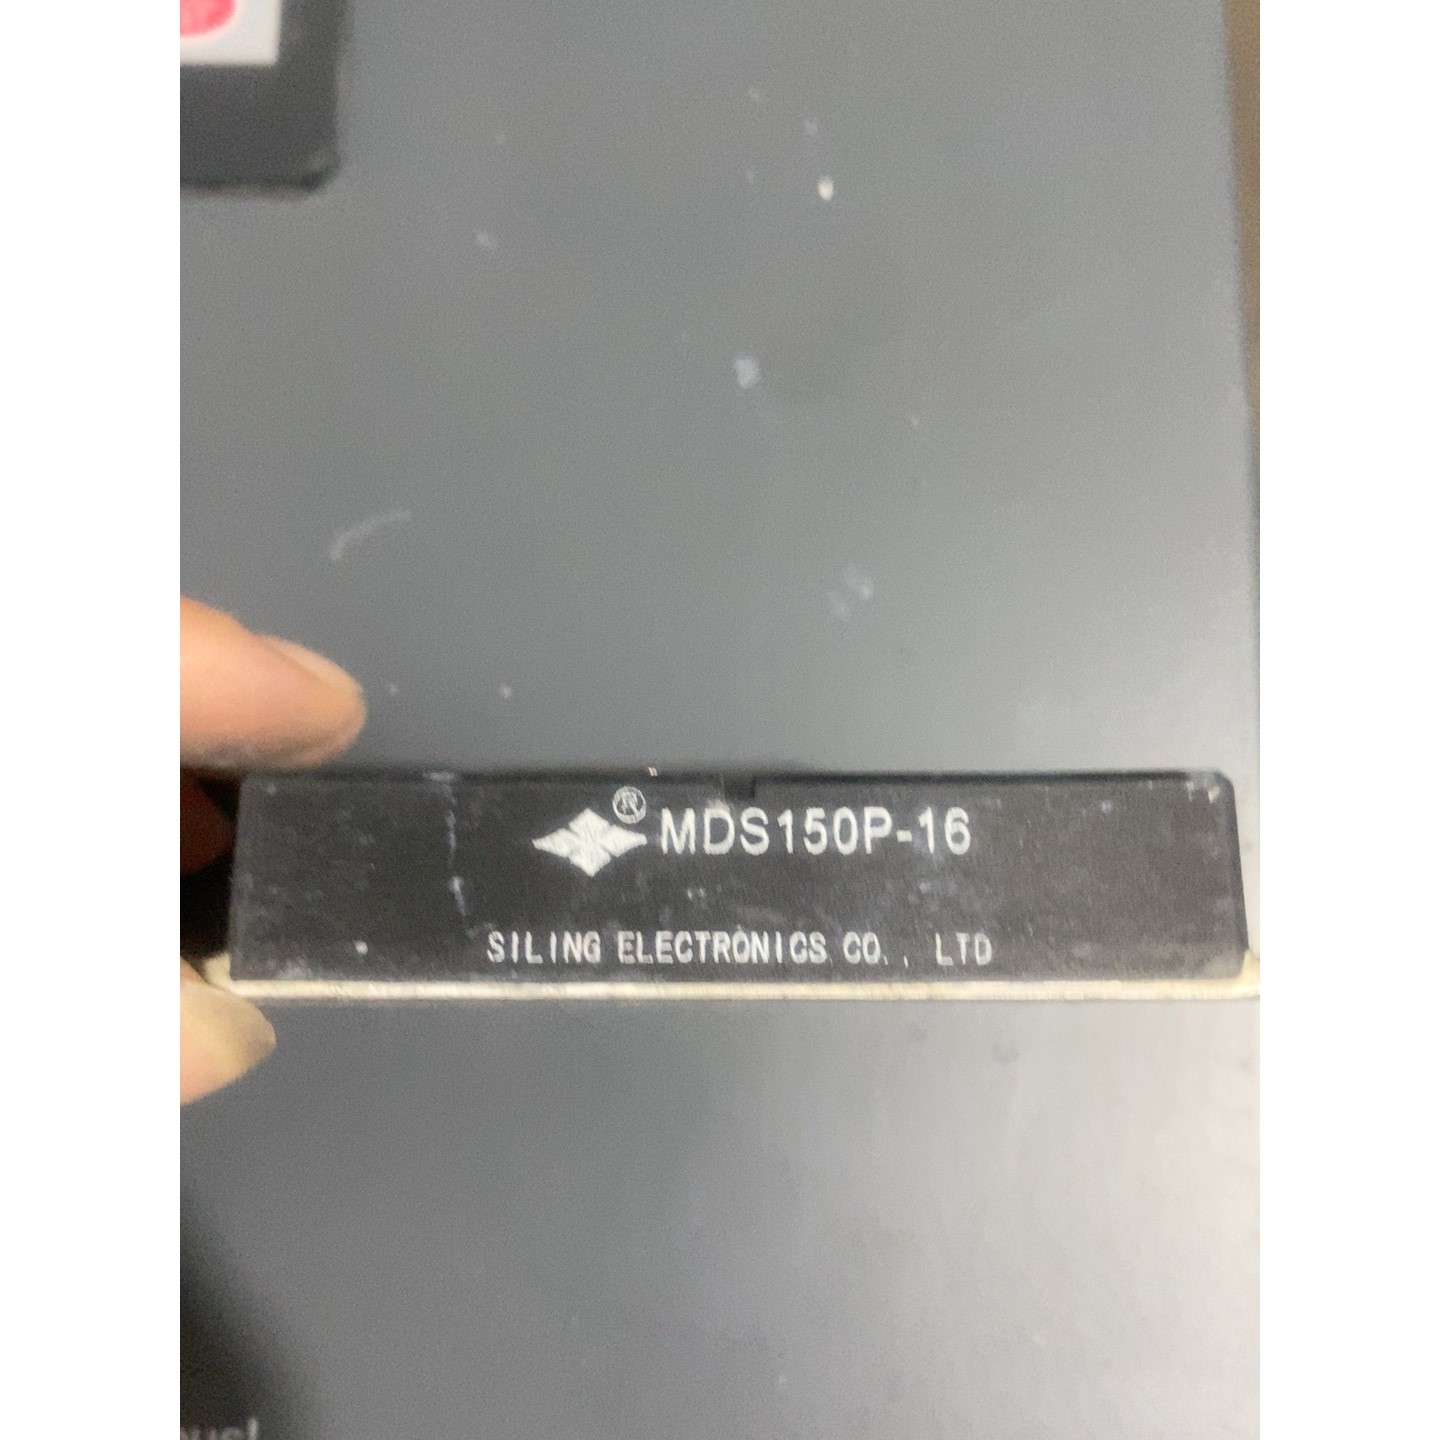 ® MDS150P-16
SILING ELECTRONICS CO., LTD